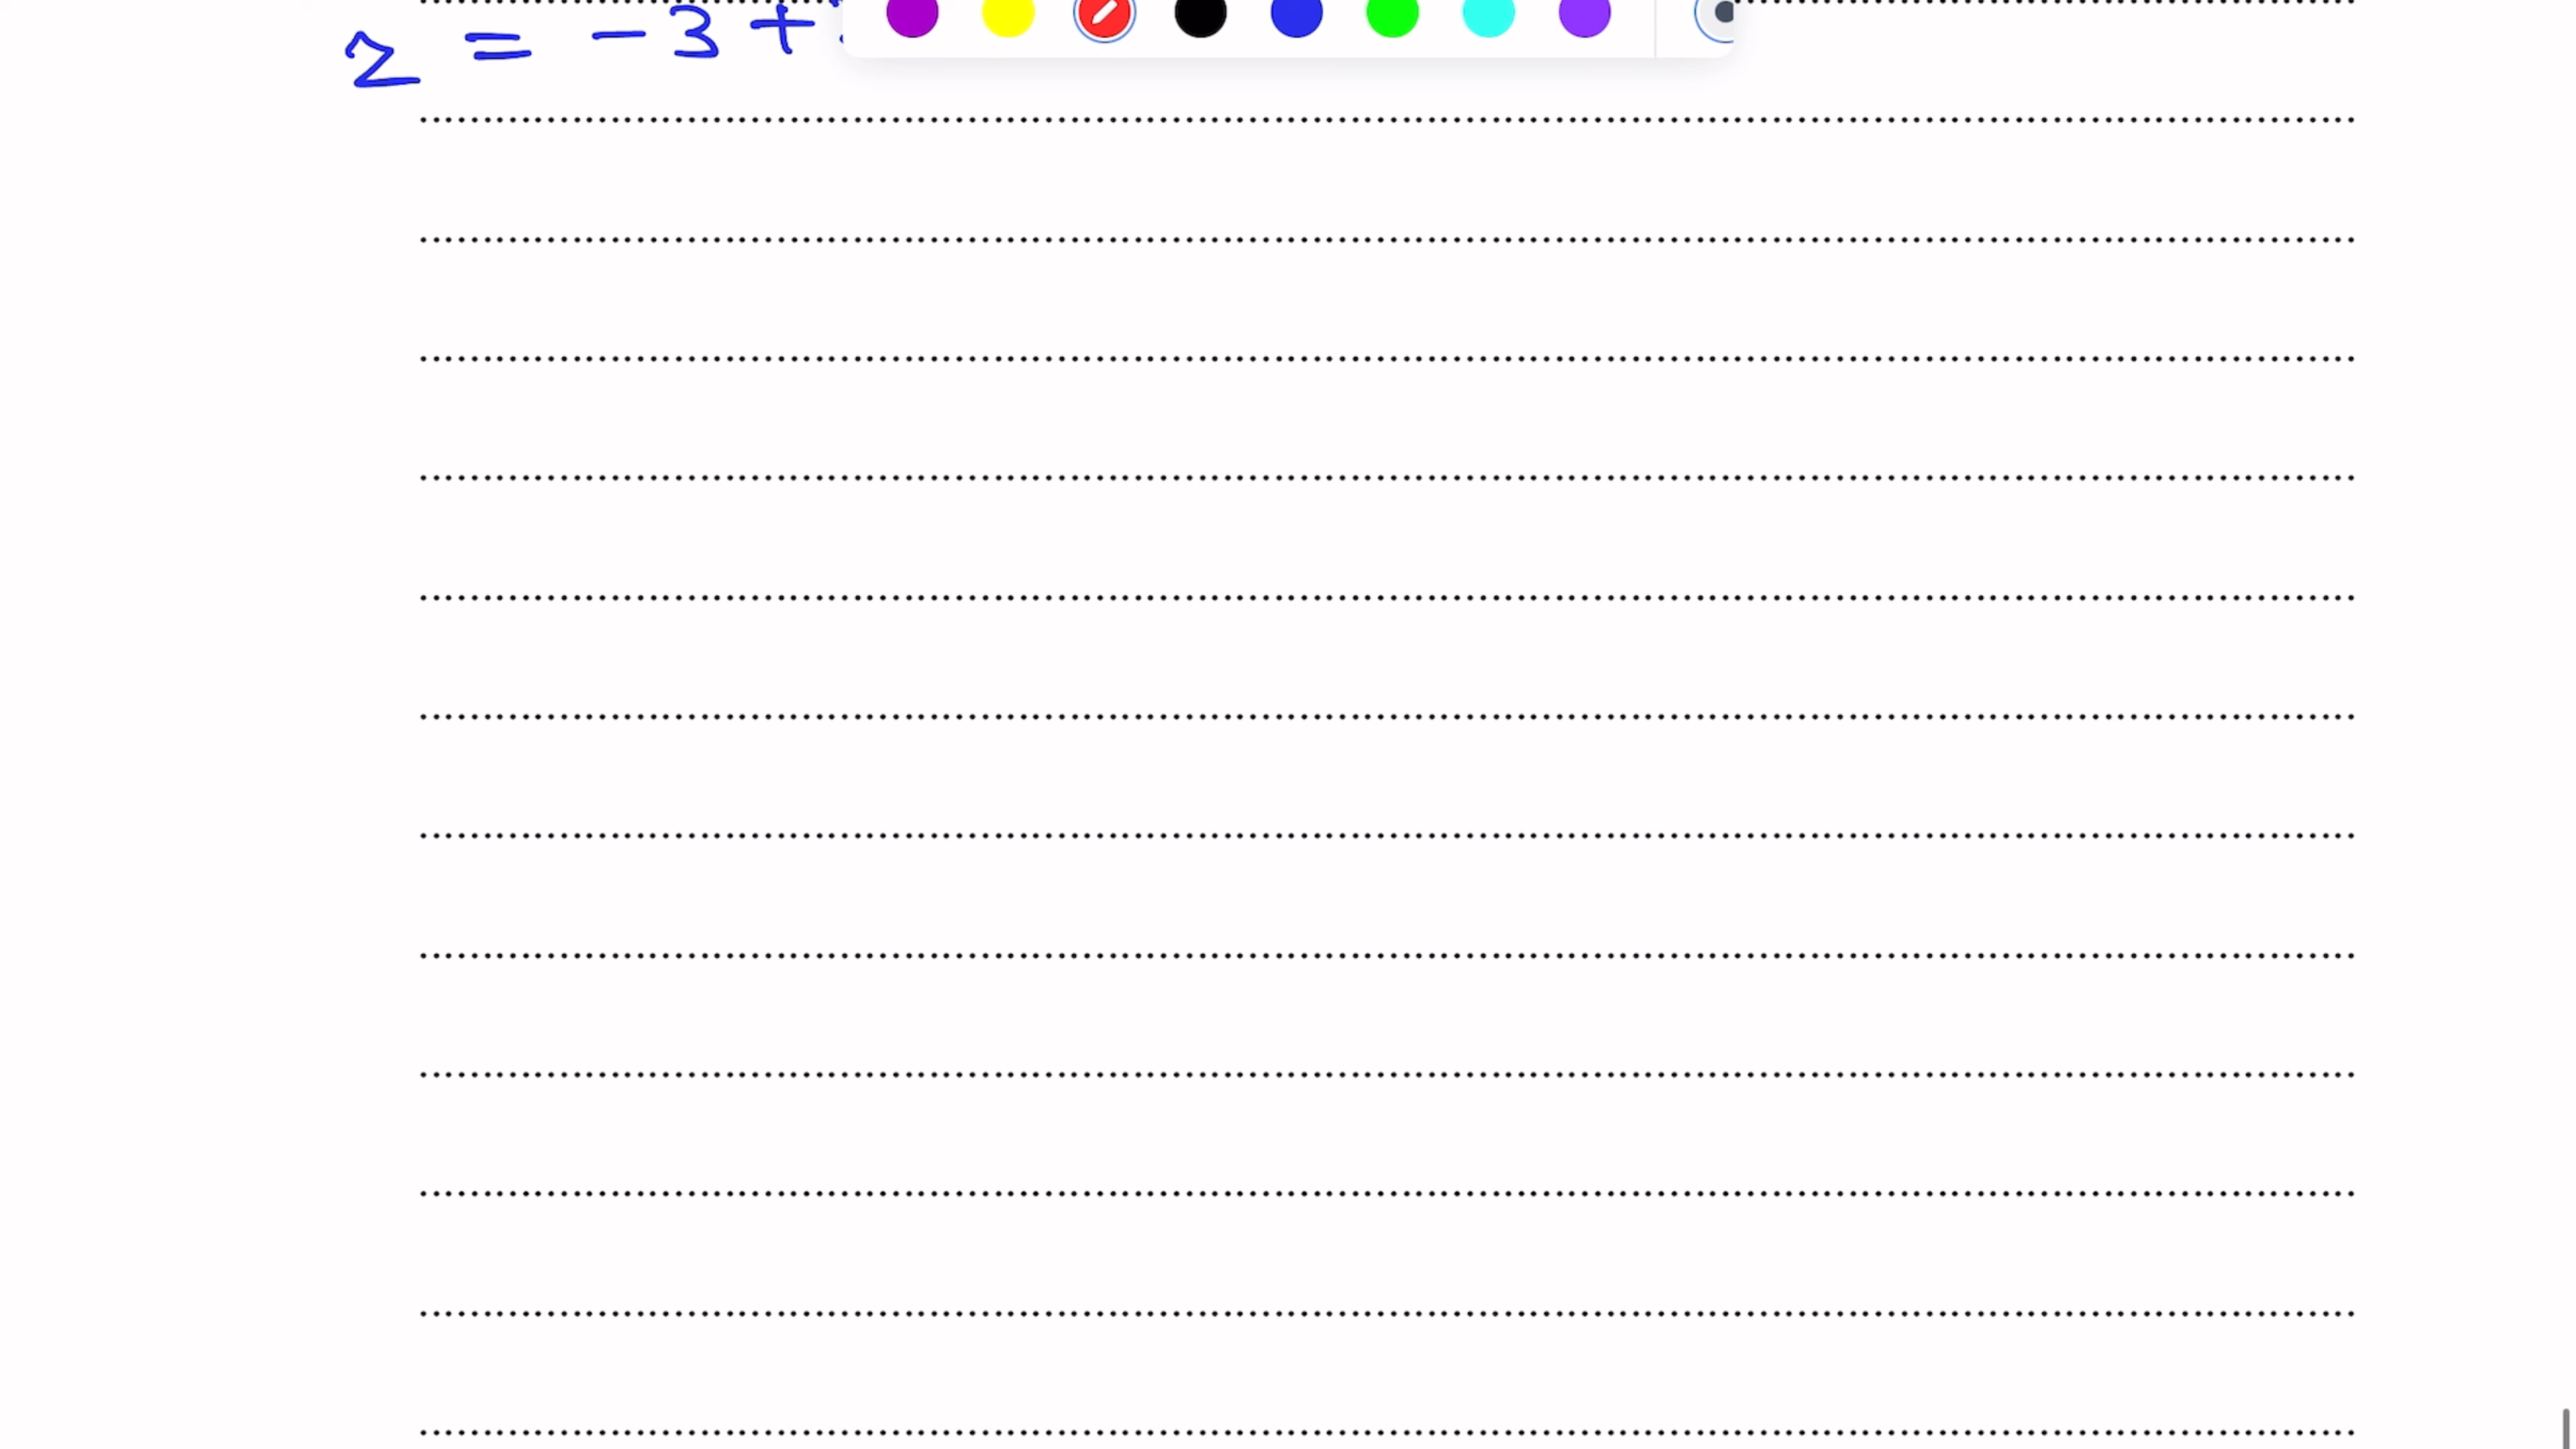 z = -3 +